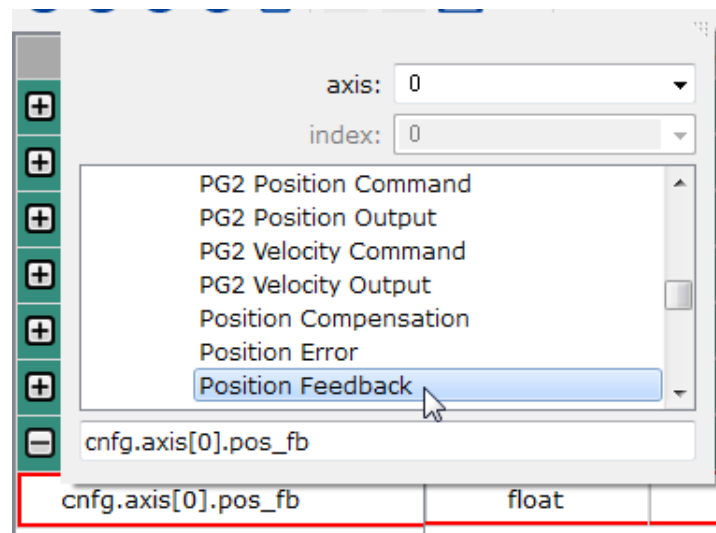 axis: 0
index: 0
PG2 Position Command
PG2 Position Output
PG2 Velocity Command
PG2 Velocity Output
Position Compensation
Position Error
Position Feedback
cnfg.axis[0].pos_fb
cnfg.axis[0].pos_fb float